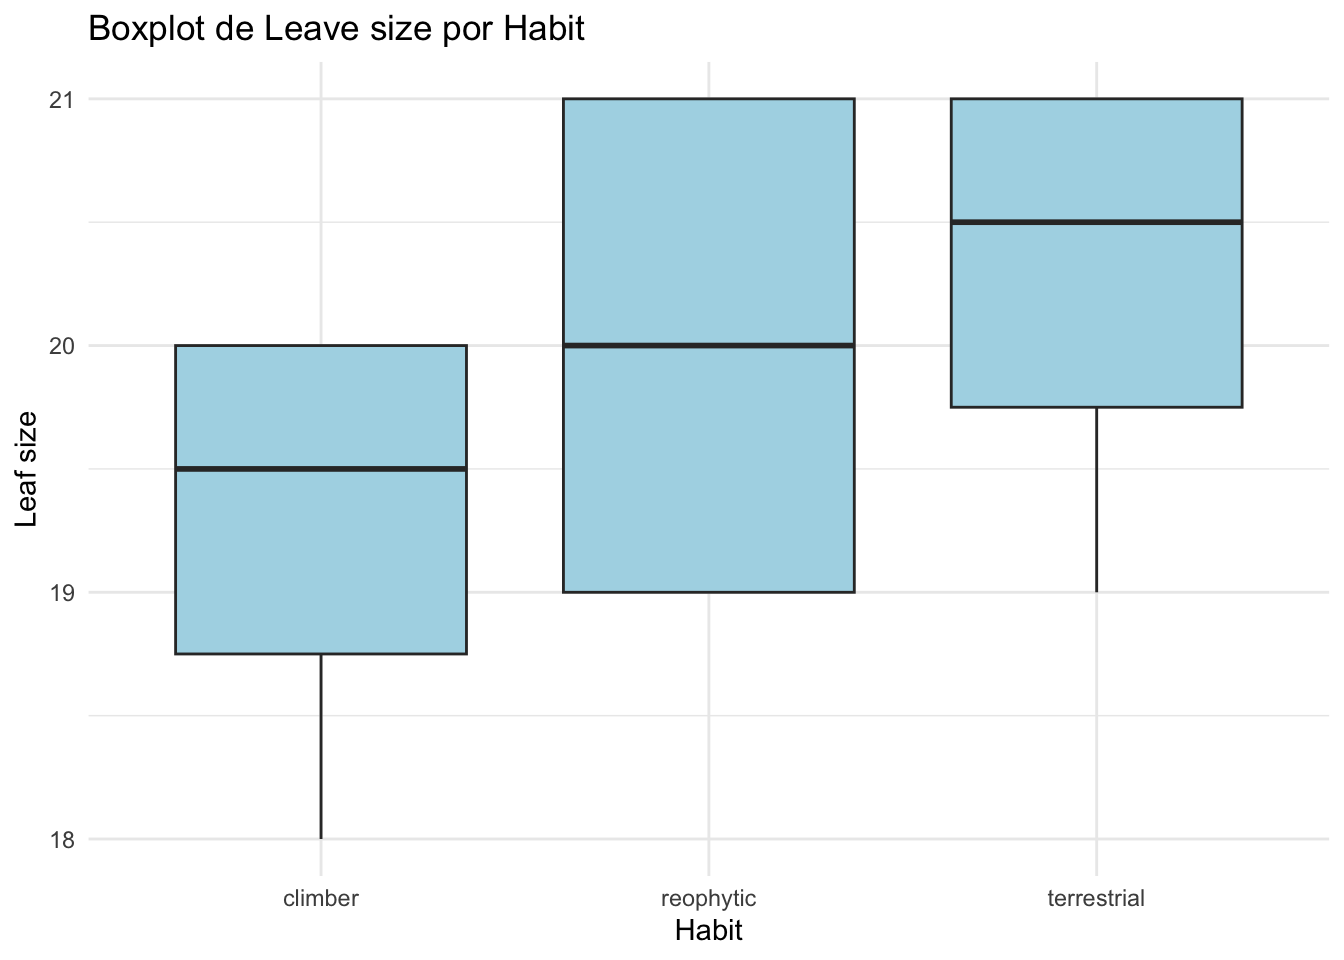 Boxplot de Leave size por Habit
Leaf size
21
20
19
18
climber
reophytic
terrestrial
Habit